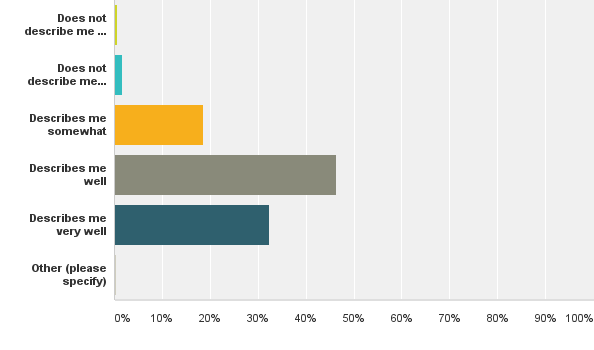 Does not
describe me ...
Does not
describe me...
Describes me
somewhat
Describes me
well
Describes me
very well
Other (please
specify)
0% 10% 20% 30% 40% 50% 60% 70% 80% 90% 100%